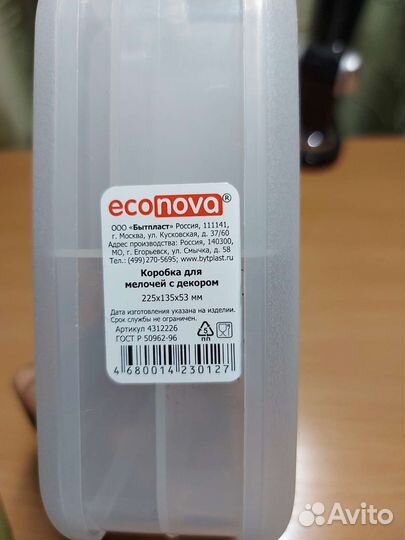 econova®
ООО «Бытпласт» Россия, 111141,
г. Москва, ул. Кусковская, д. 37/60
Адрес производства: Россия, 140300,
МО, г. Егорьевск, ул. Смычка, д. 58
Тел.: (499)270-5695; www.bytplast.ru
Коробка для
мелочей с декором
225х135х53 мм
Дата изготовления указана на изделии.
Срок службы не ограничен.
Артикул 4312226
ГОСТ Р 50962-96
5
ПП
4 680014 230127
Avito